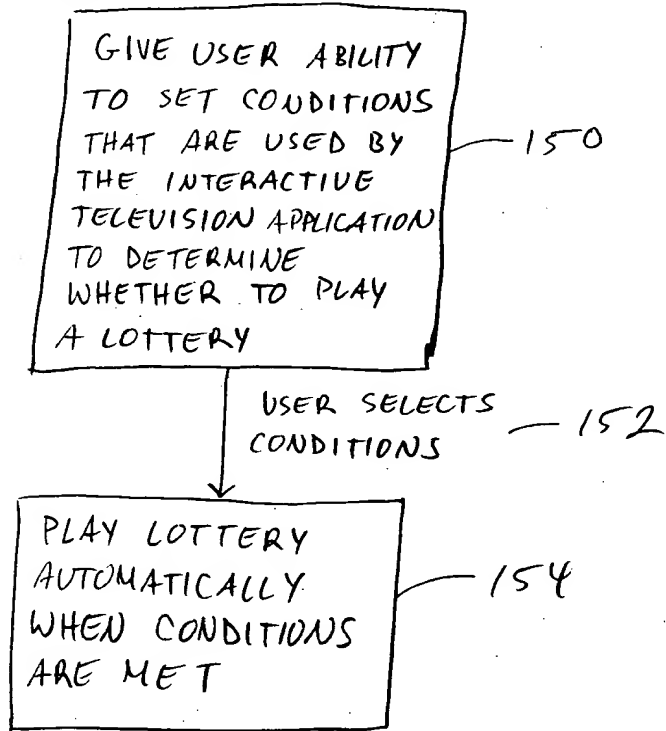 GIVE USER ABILITY
TO SET CONDITIONS
THAT ARE USED BY
THE INTERACTIVE
TELEVISION APPLICATION
TO DETERMINE
WHETHER TO PLAY
A LOTTERY
150
USER SELECTS
CONDITIONS
152
PLAY LOTTERY
AUTOMATICALLY
WHEN CONDITIONS
ARE MET
154